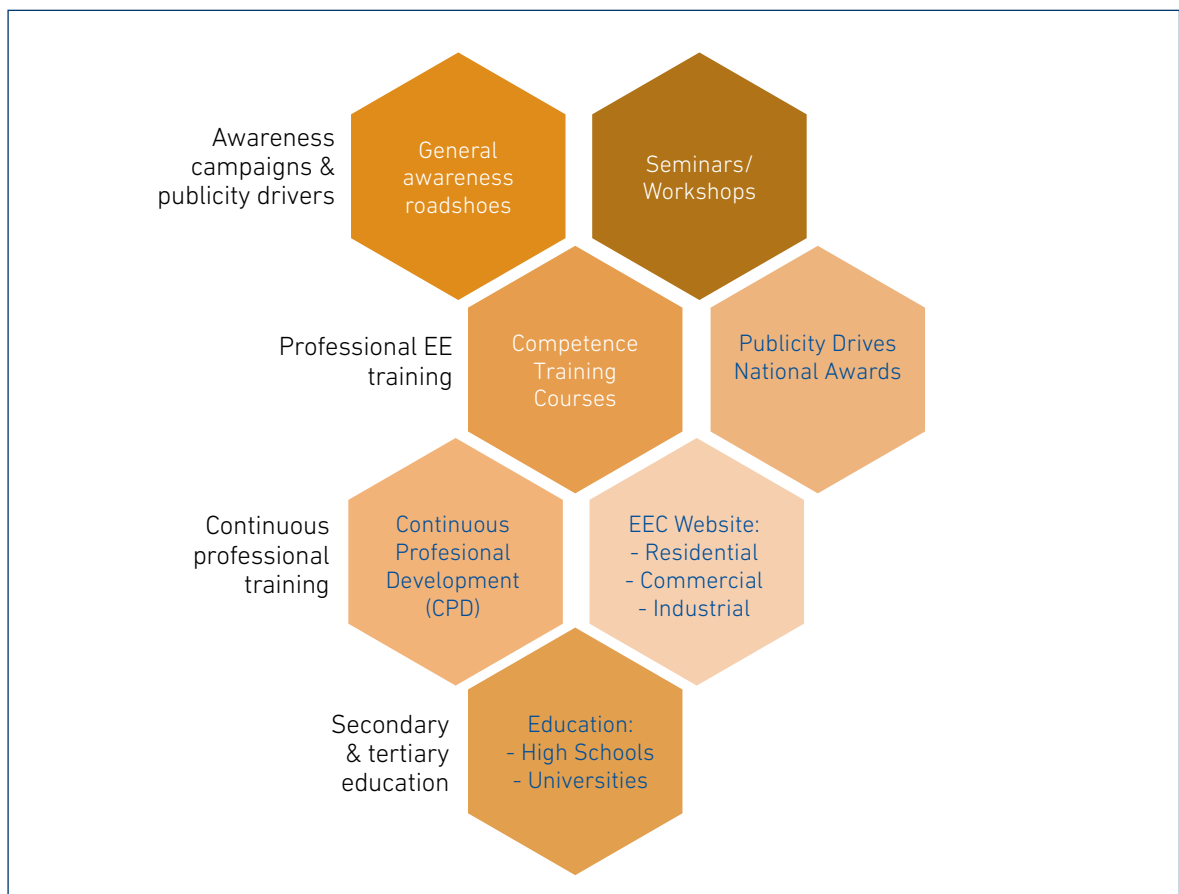 Awareness
campaigns &
publicity drivers
General
awareness
roadshoes
Seminars/
Workshops
Professional EE
training
Competence
Training
Courses
Publicity Drives
National Awards
Continuous
professional
training
Continuous
Profesional
Development
(CPD)
EEC Website:
- Residential
- Commercial
- Industrial
Secondary
& tertiary
education
Education:
- High Schools
- Universities